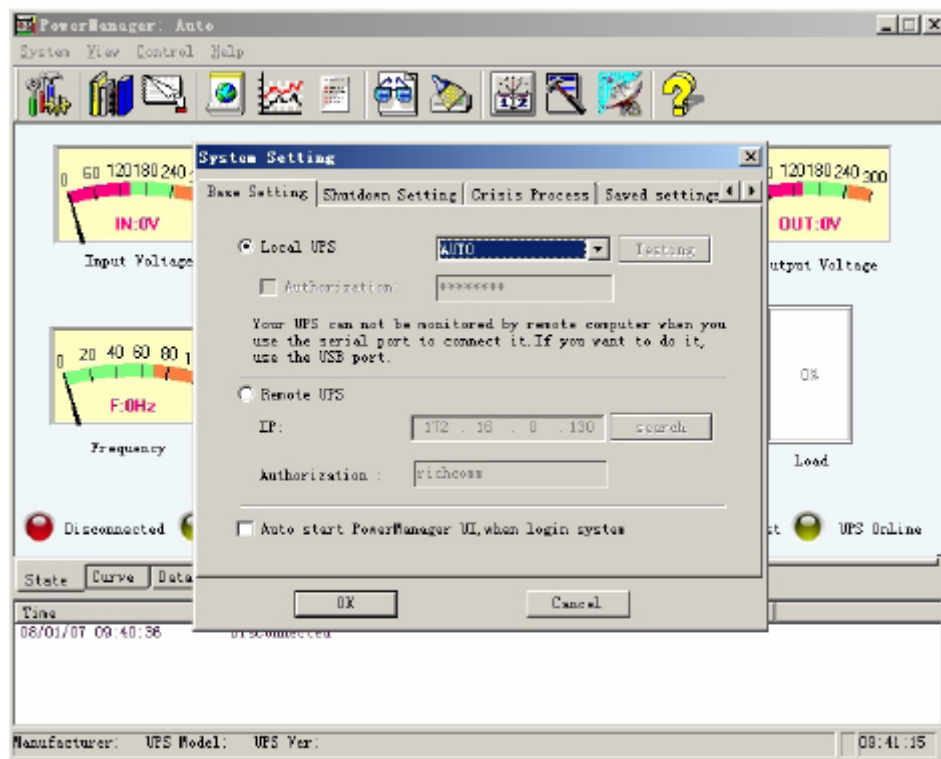 PowerManager: Auto
System View Control Help
0 60 120 180 240
IN:0V
Input Voltage
120 180 240 300
OUT:0V
utput Voltage
0 20 40 60 80 1
F:0Hz
Frequency
0%
Load
System Setting
Base Setting Shutdown Setting Crisis Process Saved setting
Local UPS AUTO Testing
Authorization: ********
Your UPS can not be monitored by remote computer when you
use the serial port to connect it.If you want to do it,
use the USB port.
Remote UPS
IP: 172 . 16 . 0 . 130 search
Authorization : richcomm
Auto start PowerManager UI,when login system
OK Cancel
Disconnected
UPS Online
State Curve Data
Time
08/01/07 09:40:36 Disconnected
Manufacturer: UPS Model: UPS Ver: 09:41:15